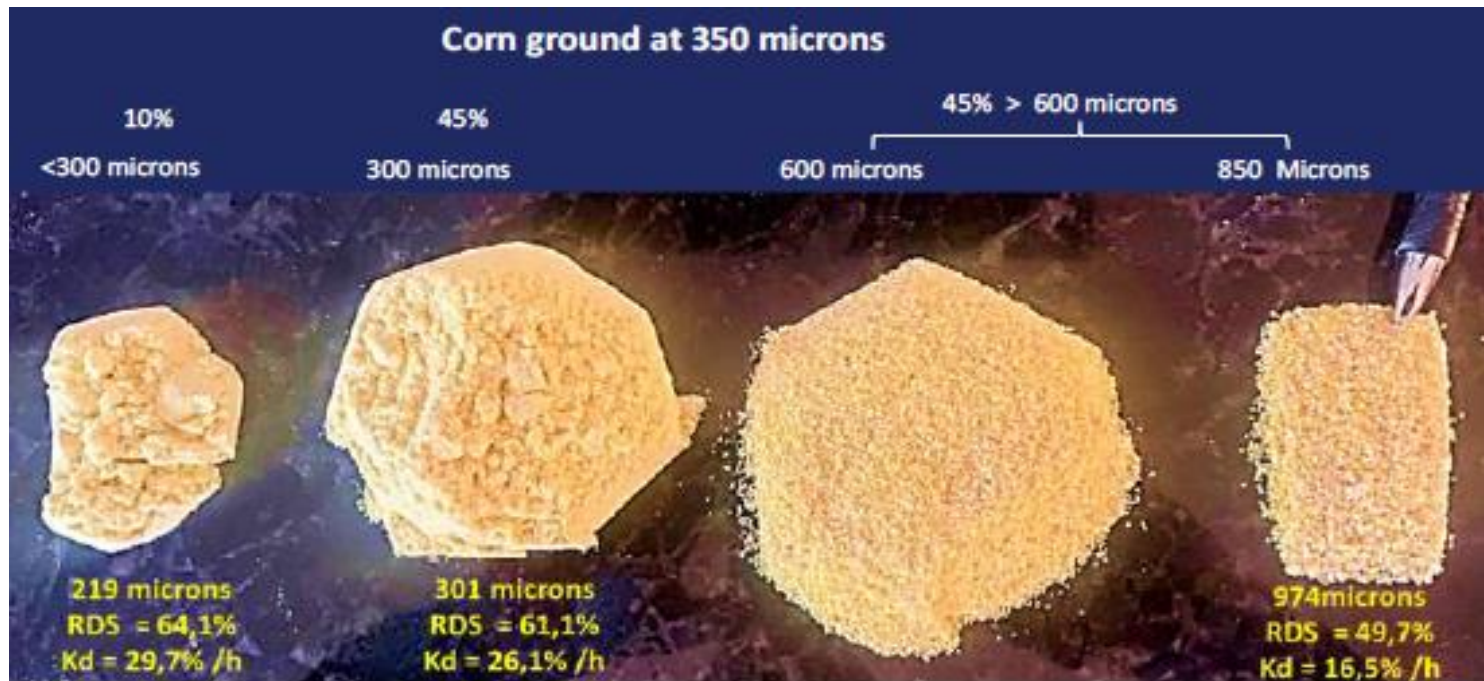 Corn ground at 350 microns
10%
45%
45% > 600 microns
<300 microns
300 microns
600 microns
850 Microns
219 microns
RDS = 64,1%
Kd = 29,7% /h
301 microns
RDS = 61,1%
Kd = 26,1% /h
974microns
RDS = 49,7%
Kd = 16,5% /h